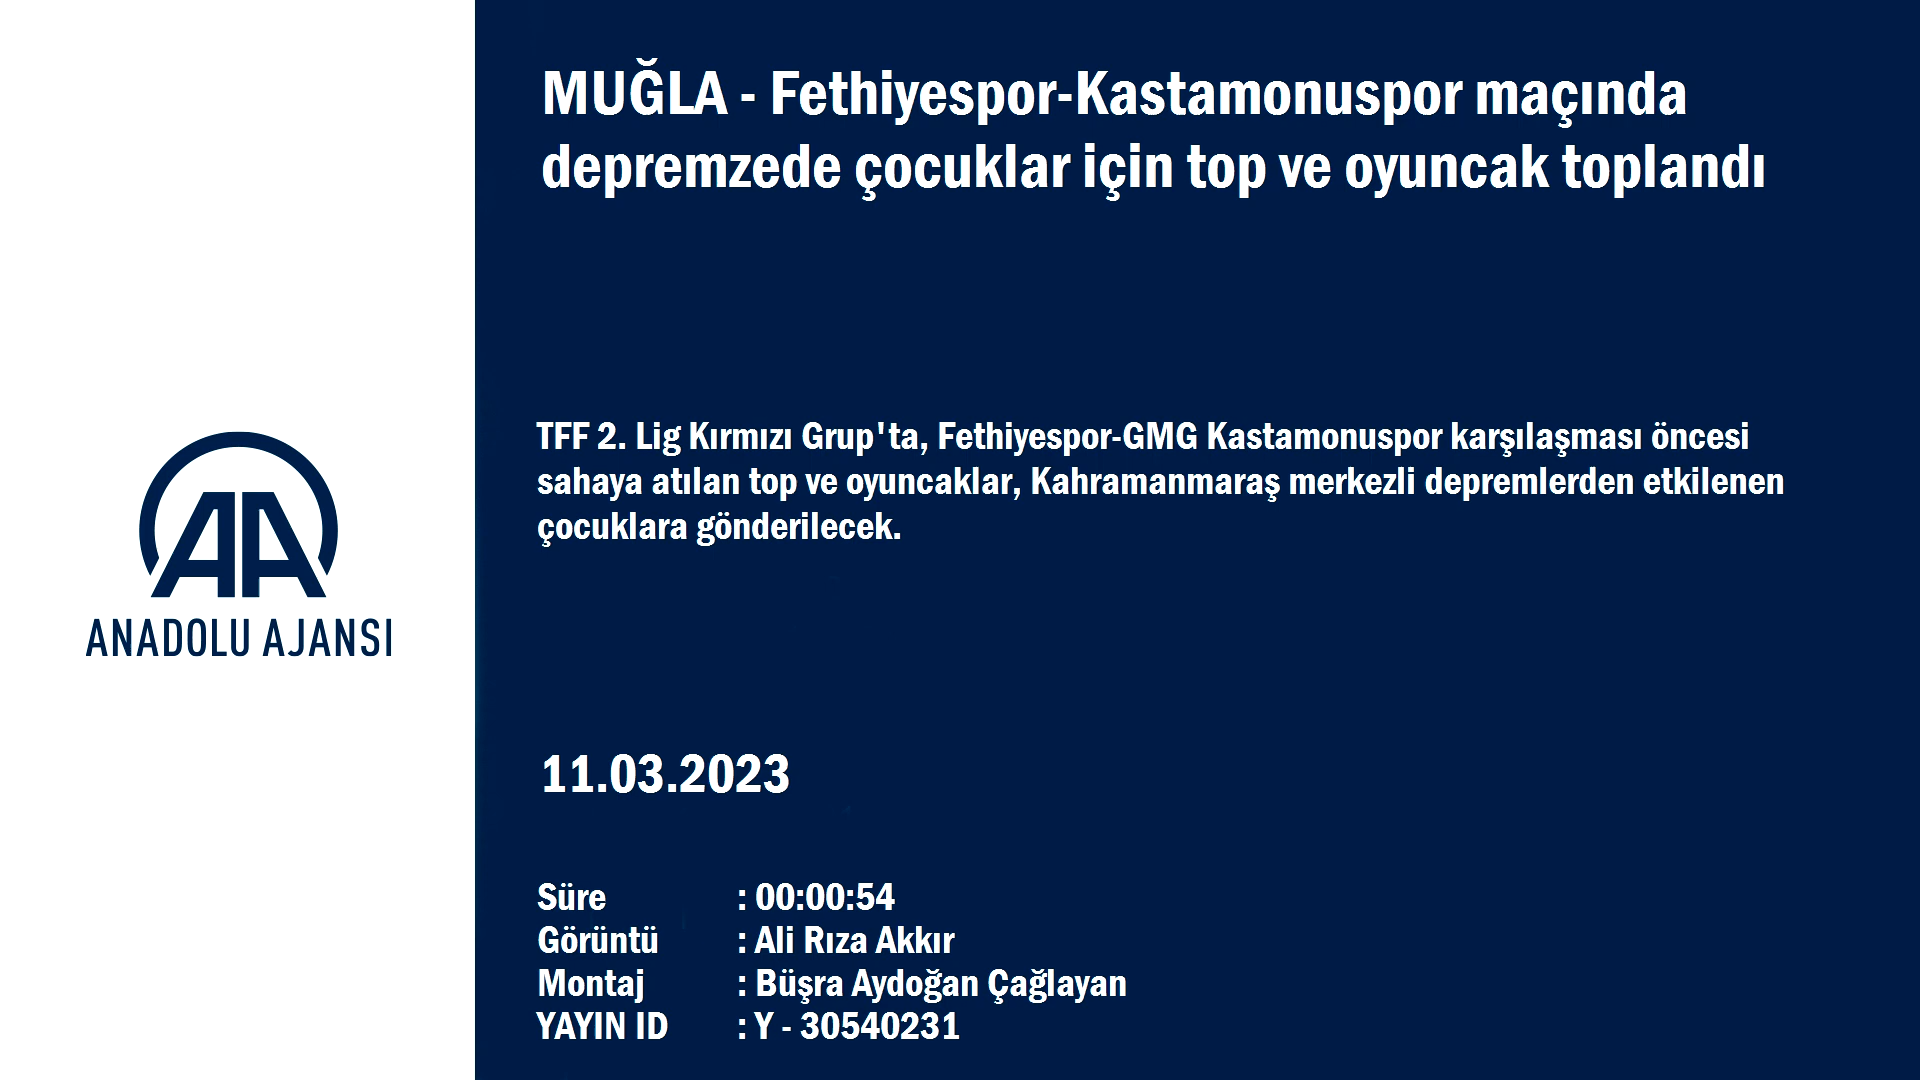 MUĞLA - Fethiyespor-Kastamonuspor maçında
depremzede çocuklar için top ve oyuncak toplandı
TFF 2. Lig Kırmızı Grup'ta, Fethiyespor-GMG Kastamonuspor karşılaşması öncesi
sahaya atılan top ve oyuncaklar, Kahramanmaraş merkezli depremlerden etkilenen
çocuklara gönderilecek.
AA
ANADOLU AJANSI
11.03.2023
Süre : 00:00:54
Görüntü : Ali Rıza Akkır
Montaj : Büşra Aydoğan Çağlayan
YAYIN ID : Y - 30540231